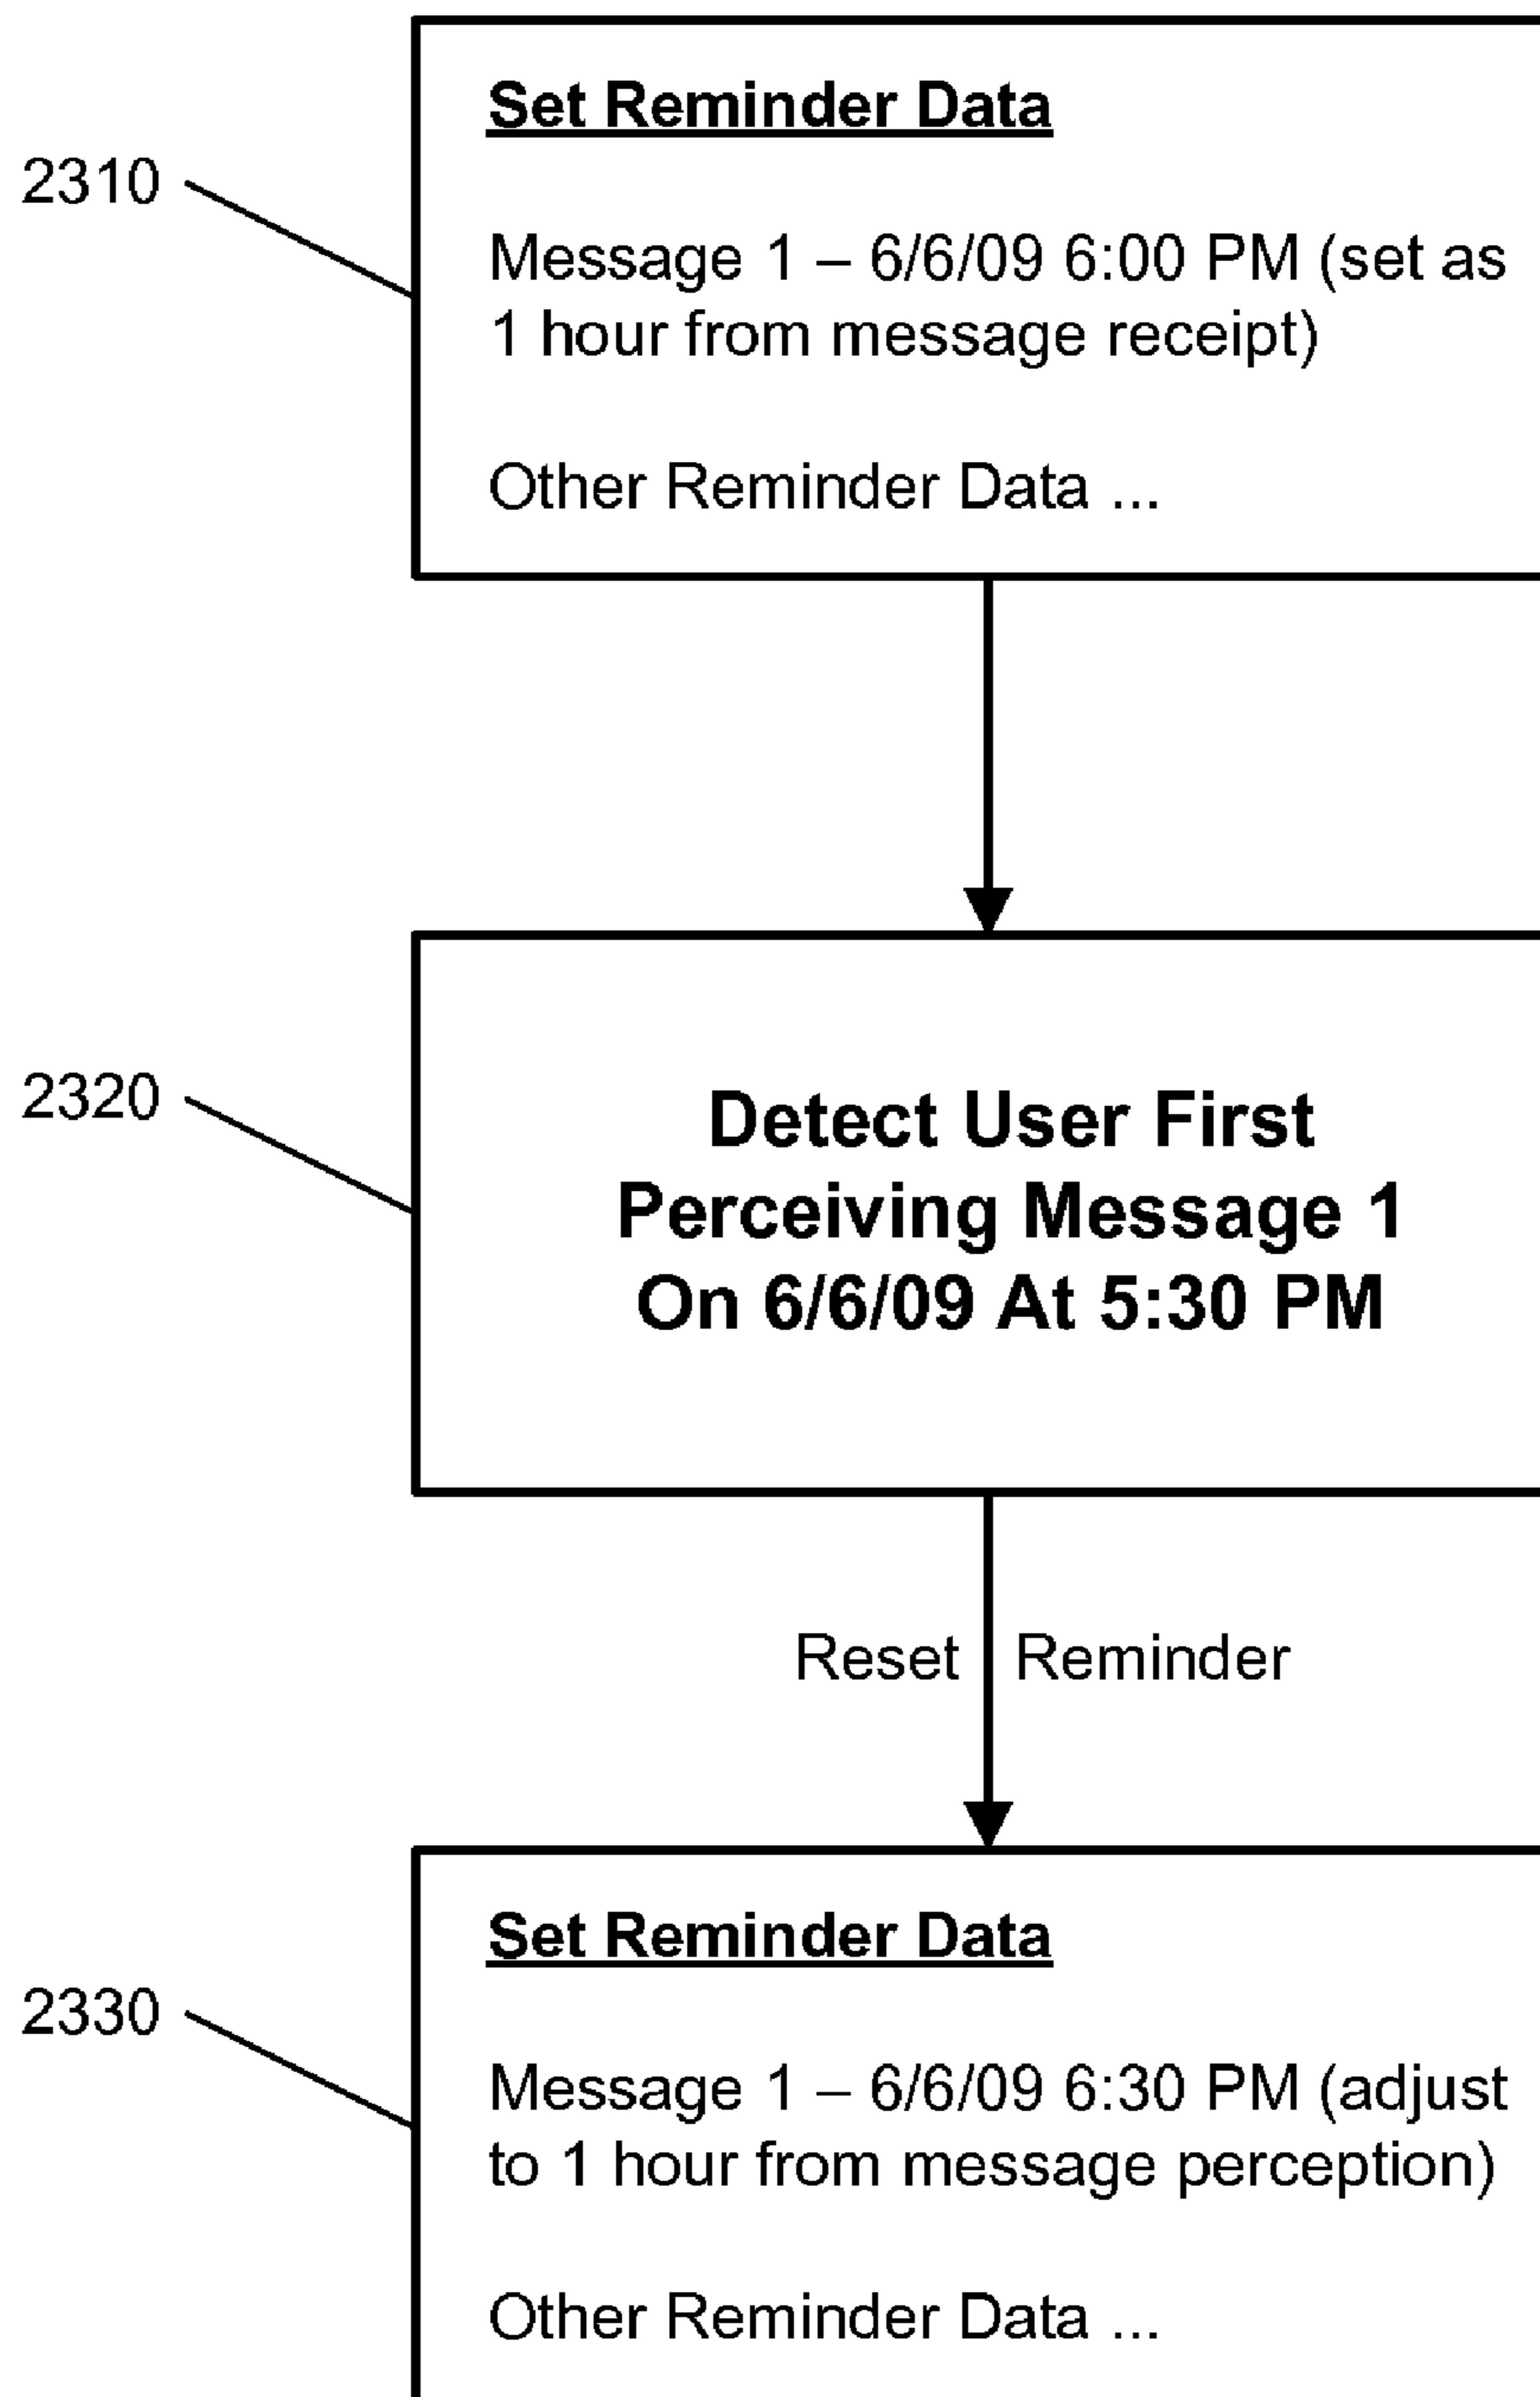 Set Reminder Data
2310
Message 1 – 6/6/09 6:00 PM (set as
1 hour from message receipt)
Other Reminder Data ...
2320
Detect User First
Perceiving Message 1
On 6/6/09 At 5:30 PM
Reset Reminder
Set Reminder Data
2330
Message 1 – 6/6/09 6:30 PM (adjust
to 1 hour from message perception)
Other Reminder Data ...